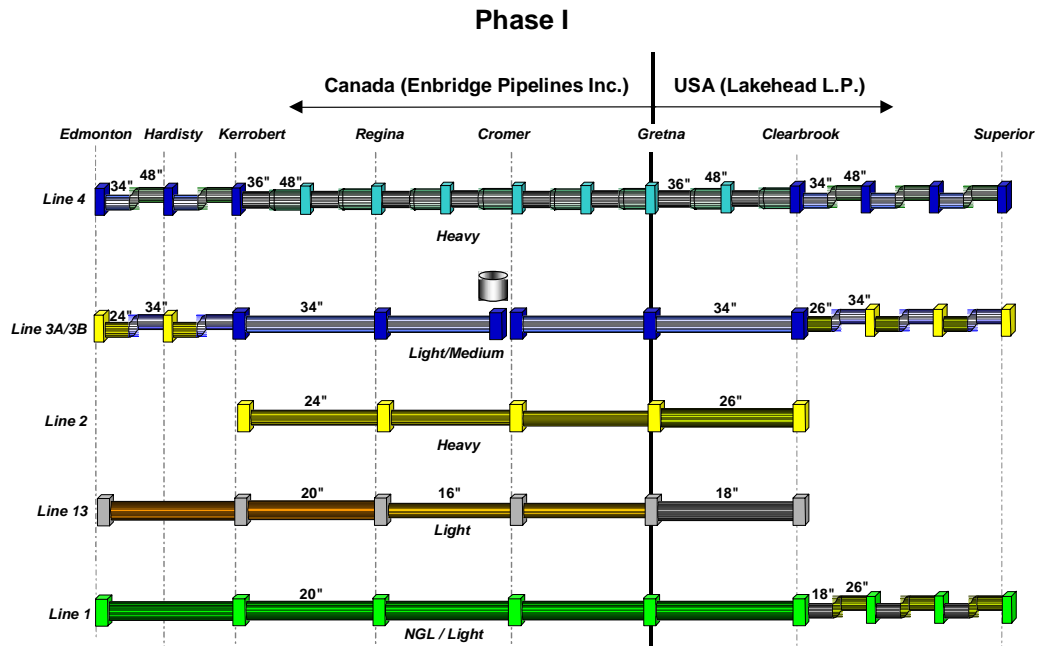 Phase I
Canada (Enbridge Pipelines Inc.) USA (Lakehead L.P.)
Edmonton Hardisty Kerrobert Regina Cromer Gretna Clearbrook Superior
34" 48" 36" 48" 36" 48" 34" 48"
Line 4
Heavy
24" 34" 34" 34" 26" 34"
Line 3A/3B
Light/Medium
24" 26"
Line 2
Heavy
20" 16" 18"
Line 13
Light
20" 18" 26"
Line 1
NGL / Light